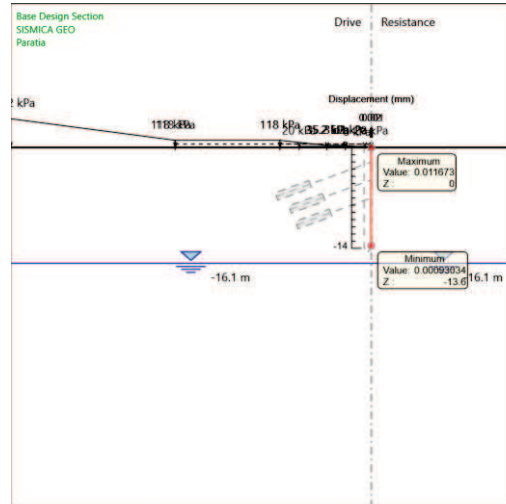 Base Design Section
SISMICA GEO
Paratia
Drive
Resistance
Displacement (mm)
2 kPa
118 kPa
20 kPa
Maximum
Value: 0.011673
Z : 0
-14
Minimum
Value: 0.00093034
Z : -13.6
-16.1 m
-16.1 m